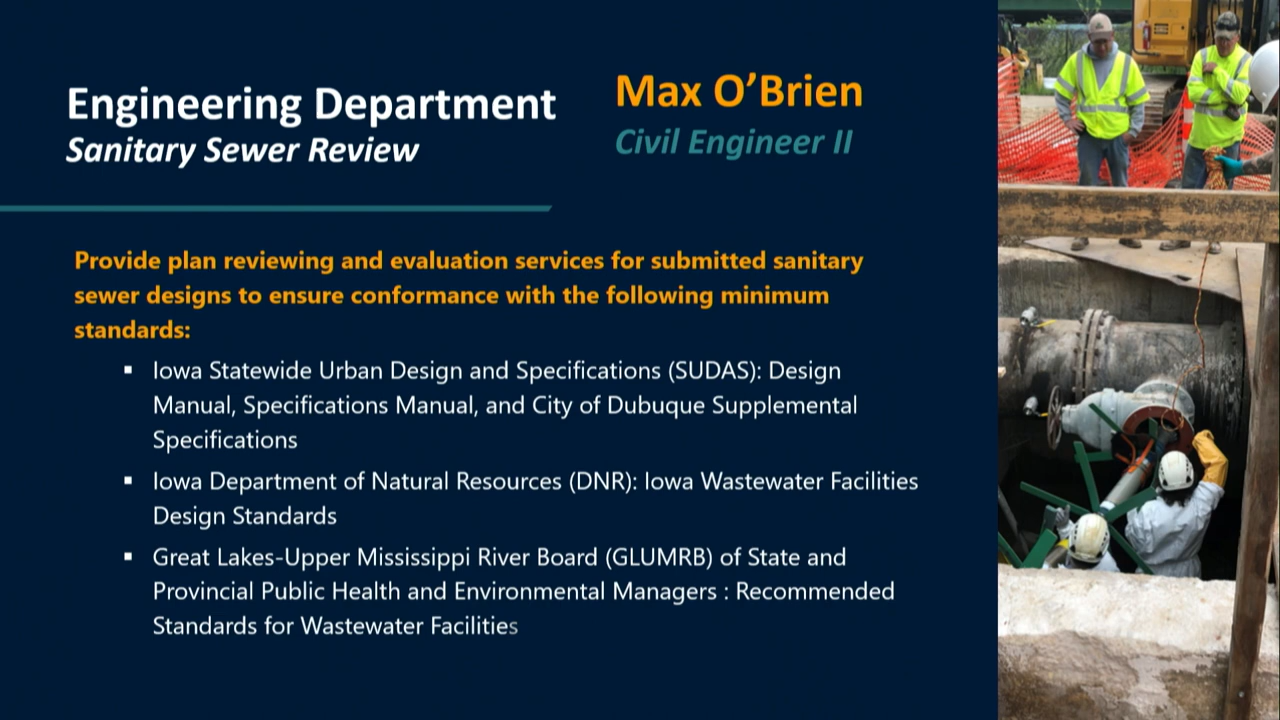 Engineering Department
Sanitary Sewer Review
Max O’Brien
Civil Engineer II
Provide plan reviewing and evaluation services for submitted sanitary
sewer designs to ensure conformance with the following minimum
standards:
▪ Iowa Statewide Urban Design and Specifications (SUDAS): Design
Manual, Specifications Manual, and City of Dubuque Supplemental
Specifications
▪ Iowa Department of Natural Resources (DNR): Iowa Wastewater Facilities
Design Standards
▪ Great Lakes-Upper Mississippi River Board (GLUMRB) of State and
Provincial Public Health and Environmental Managers : Recommended
Standards for Wastewater Facilities